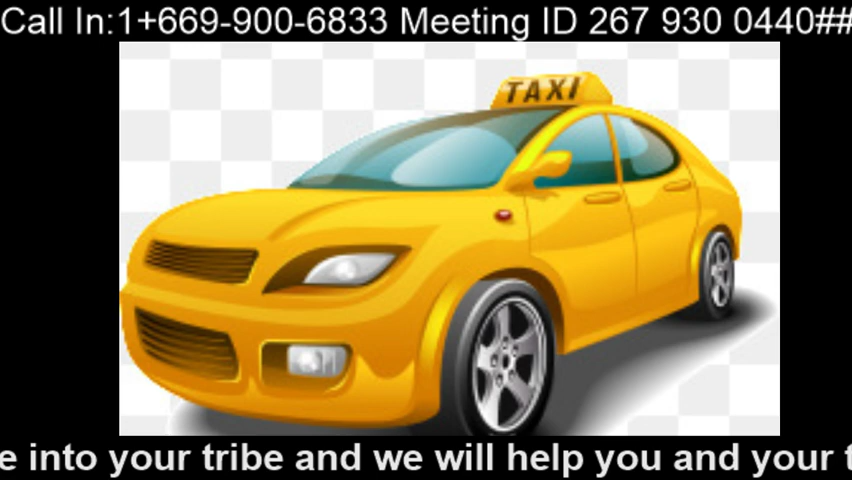 Call In:1+669-900-6833 Meeting ID 267 930 0440##
TAXI
e into your tribe and we will help you and your t